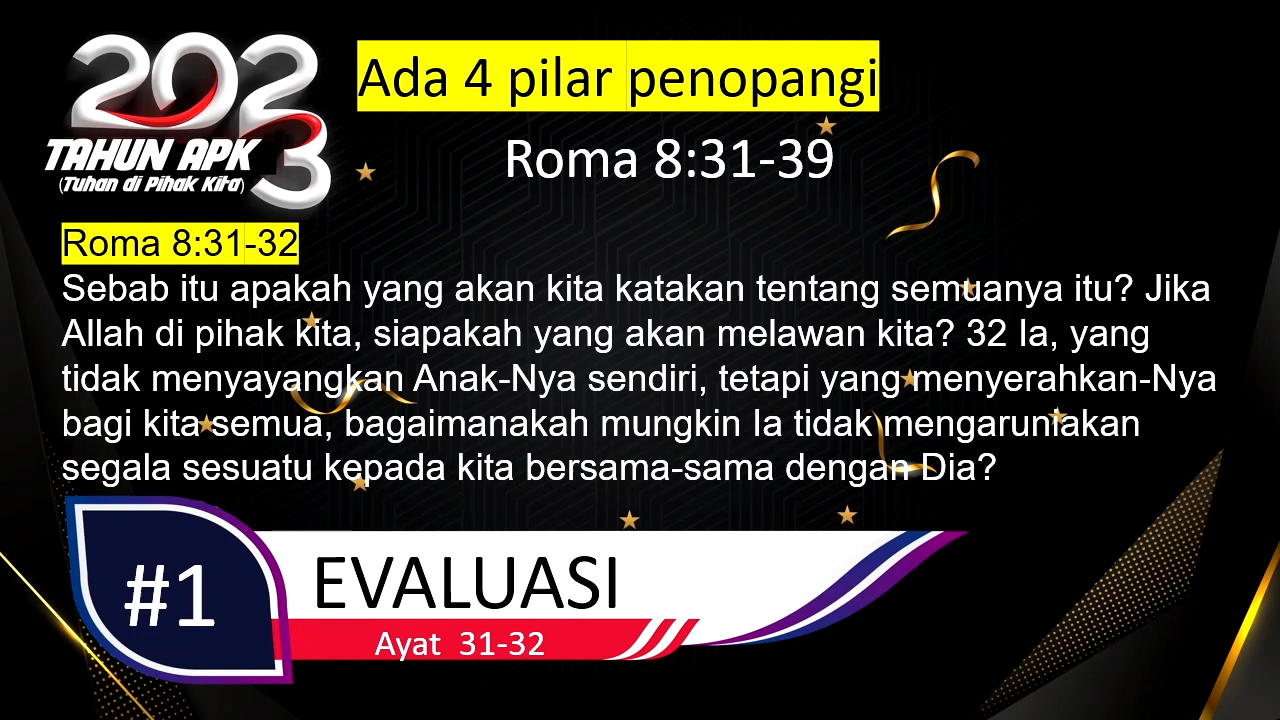 2023
TAHUN APK
(Tuhan di Pihak Kita)
Ada 4 pilar penopangi
Roma 8:31-39
Roma 8:31-32
Sebab itu apakah yang akan kita katakan tentang semuanya itu? Jika
Allah di pihak kita, siapakah yang akan melawan kita? 32 Ia, yang
tidak menyayangkan Anak-Nya sendiri, tetapi yang menyerahkan-Nya
bagi kita semua, bagaimanakah mungkin Ia tidak mengaruniakan
segala sesuatu kepada kita bersama-sama dengan Dia?
#1
EVALUASI
Ayat 31-32